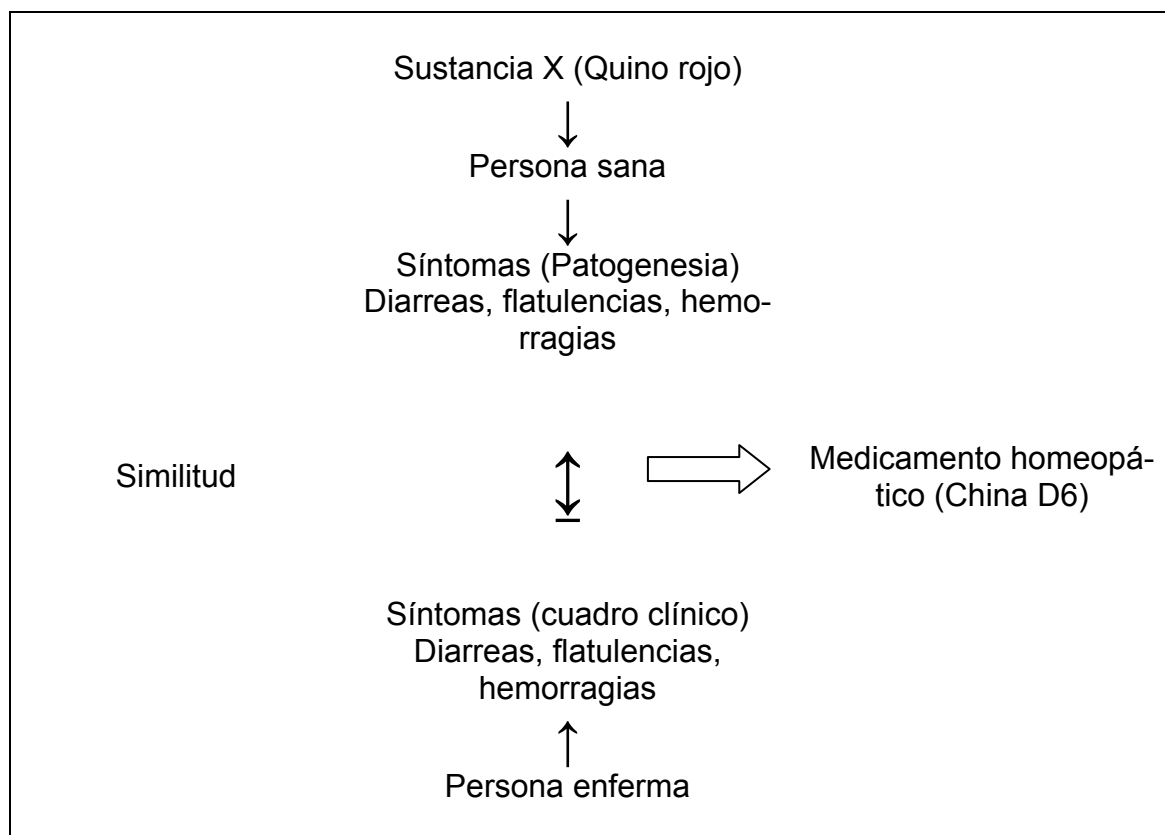 Sustancia X (Quino rojo)
Persona sana
Síntomas (Patogenesia)
Diarreas, flatulencias, hemo-
rragias
Similitud
Medicamento homeopá-
tico (China D6)
Síntomas (cuadro clínico)
Diarreas, flatulencias,
hemorragias
Persona enferma